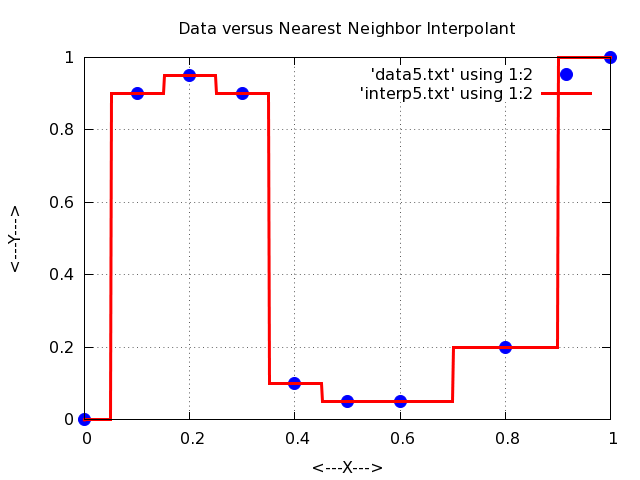 Data versus Nearest Neighbor Interpolant
1
'data5.txt' using 1:2
'interp5.txt' using 1:2
0.8
0.6
<---Y--->
0.4
0.2
0
0 0.2 0.4 0.6 0.8 1
<---X--->